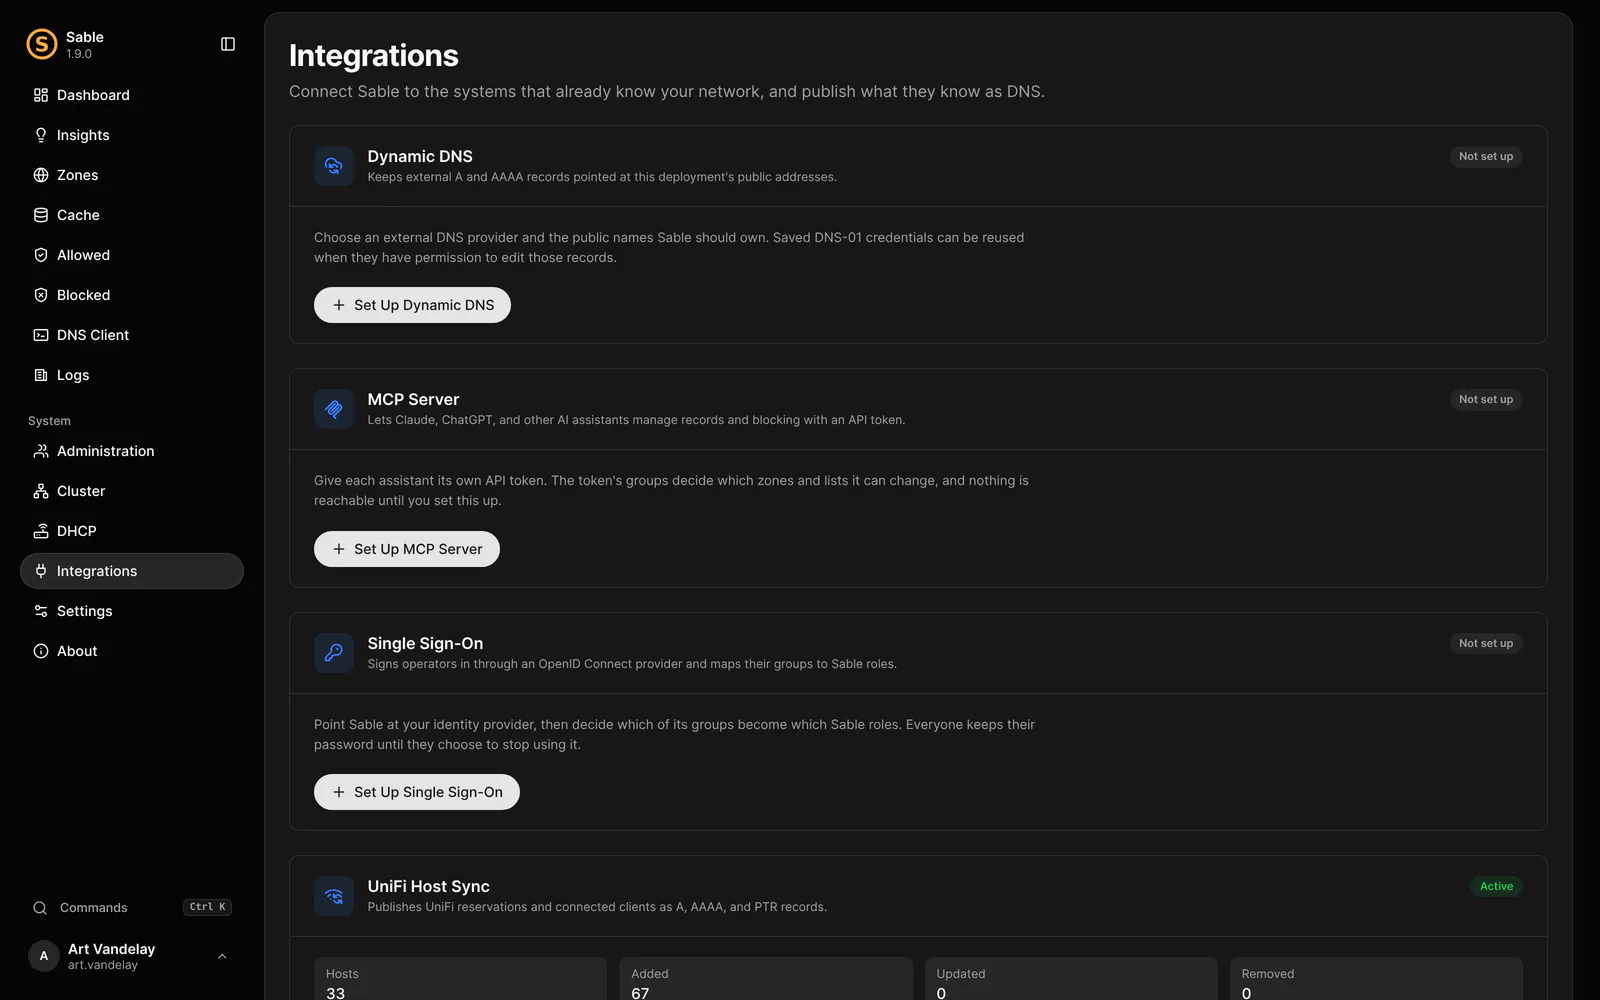 S
Sable
1.9.0
Dashboard
Insights
Zones
Cache
Allowed
Blocked
DNS Client
Logs
System
Administration
Cluster
DHCP
Integrations
Settings
About
Commands
Ctrl K
A
Art Vandelay
art.vandelay
Integrations
Connect Sable to the systems that already know your network, and publish what they know as DNS.
Dynamic DNS
Not set up
Keeps external A and AAAA records pointed at this deployment's public addresses.
Choose an external DNS provider and the public names Sable should own. Saved DNS-01 credentials can be reused
when they have permission to edit those records.
Set Up Dynamic DNS
MCP Server
Not set up
Lets Claude, ChatGPT, and other AI assistants manage records and blocking with an API token.
Give each assistant its own API token. The token's groups decide which zones and lists it can change, and nothing is
reachable until you set this up.
Set Up MCP Server
Single Sign-On
Not set up
Signs operators in through an OpenID Connect provider and maps their groups to Sable roles.
Point Sable at your identity provider, then decide which of its groups become which Sable roles. Everyone keeps their
password until they choose to stop using it.
Set Up Single Sign-On
UniFi Host Sync
Active
Publishes UniFi reservations and connected clients as A, AAAA, and PTR records.
Hosts
33
Added
67
Updated
0
Removed
0